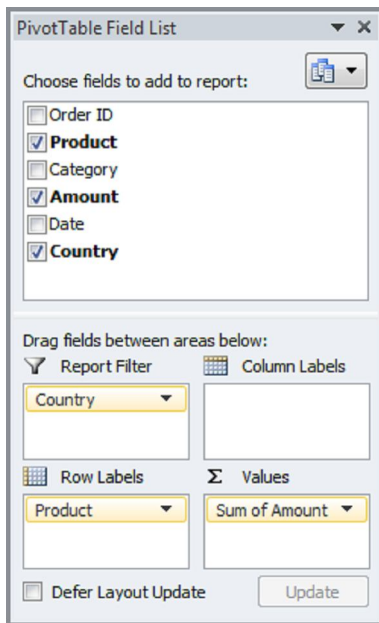 PivotTable Field List
Choose fields to add to report:
Order ID
Product
Category
Amount
Date
Country
Drag fields between areas below:
Report Filter
Column Labels
Country
Row Labels
Σ Values
Product
Sum of Amount
Defer Layout Update
Update